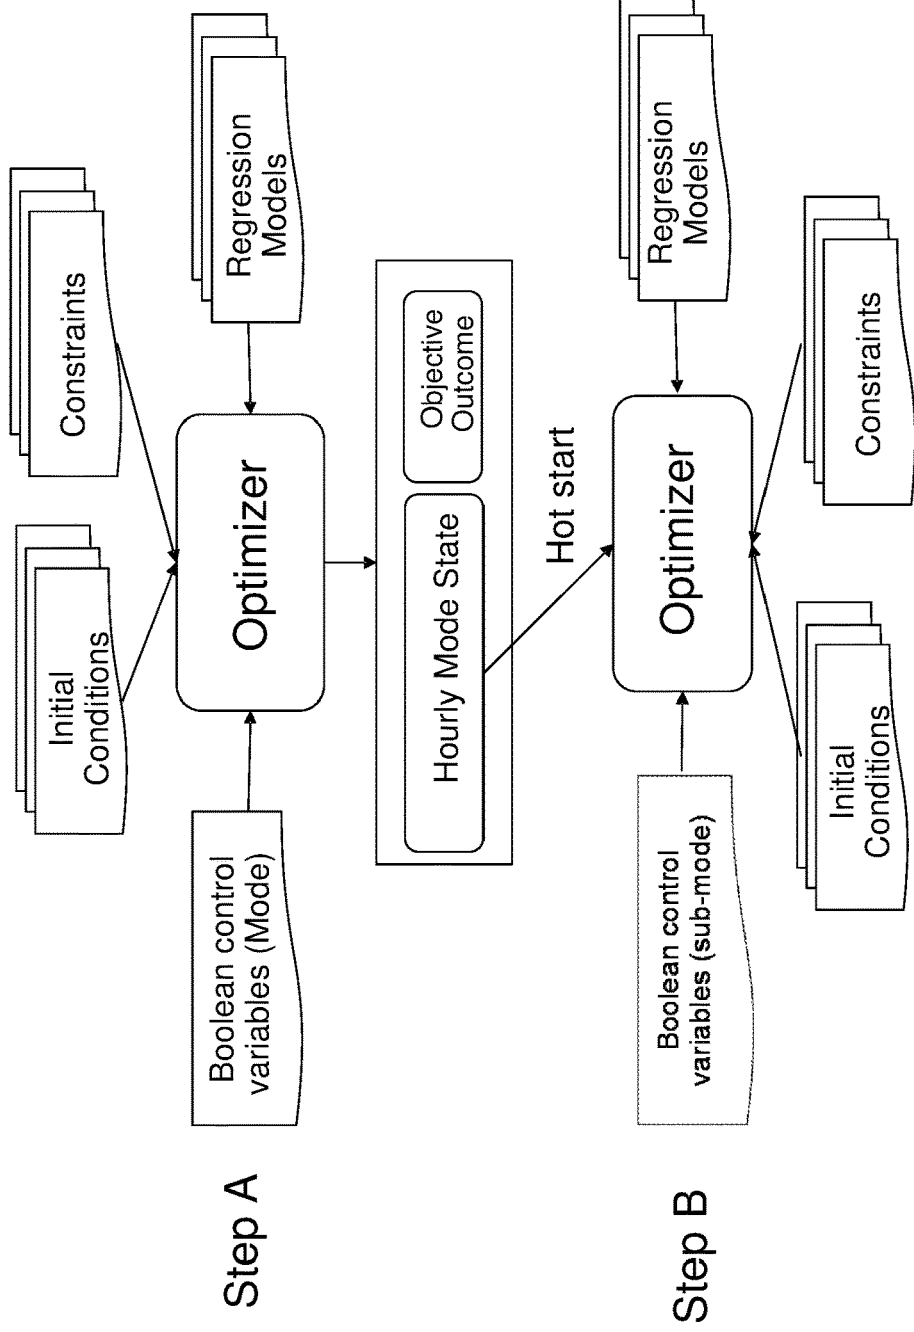 Initial
Conditions
Constraints
Step A
Boolean control
variables (Mode)
Optimizer
Regression
Models
Hourly Mode State
Objective
Outcome
Hot start
Step B
Boolean control
variables (sub-mode)
Optimizer
Regression
Models
Initial
Conditions
Constraints